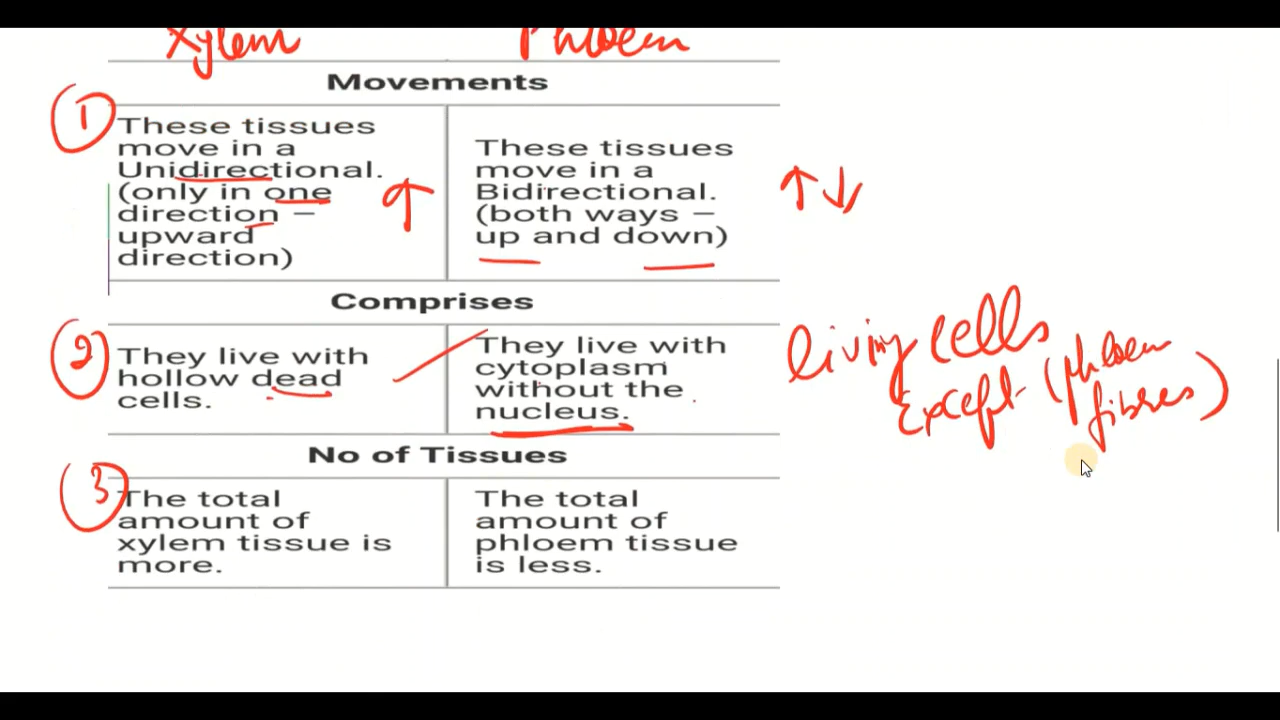 Xylem Phloem
Movements
① These tissues
move in a
Unidirectional.
(only in one
direction –
upward
direction)
These tissues
move in a
Bidirectional.
(both ways –
up and down)
Comprises
② They live with
hollow dead
cells.
They live with
cytoplasm
without the
nucleus.
living cells
except (phloem
fibres)
No of Tissues
③ The total
amount of
xylem tissue is
more.
The total
amount of
phloem tissue
is less.